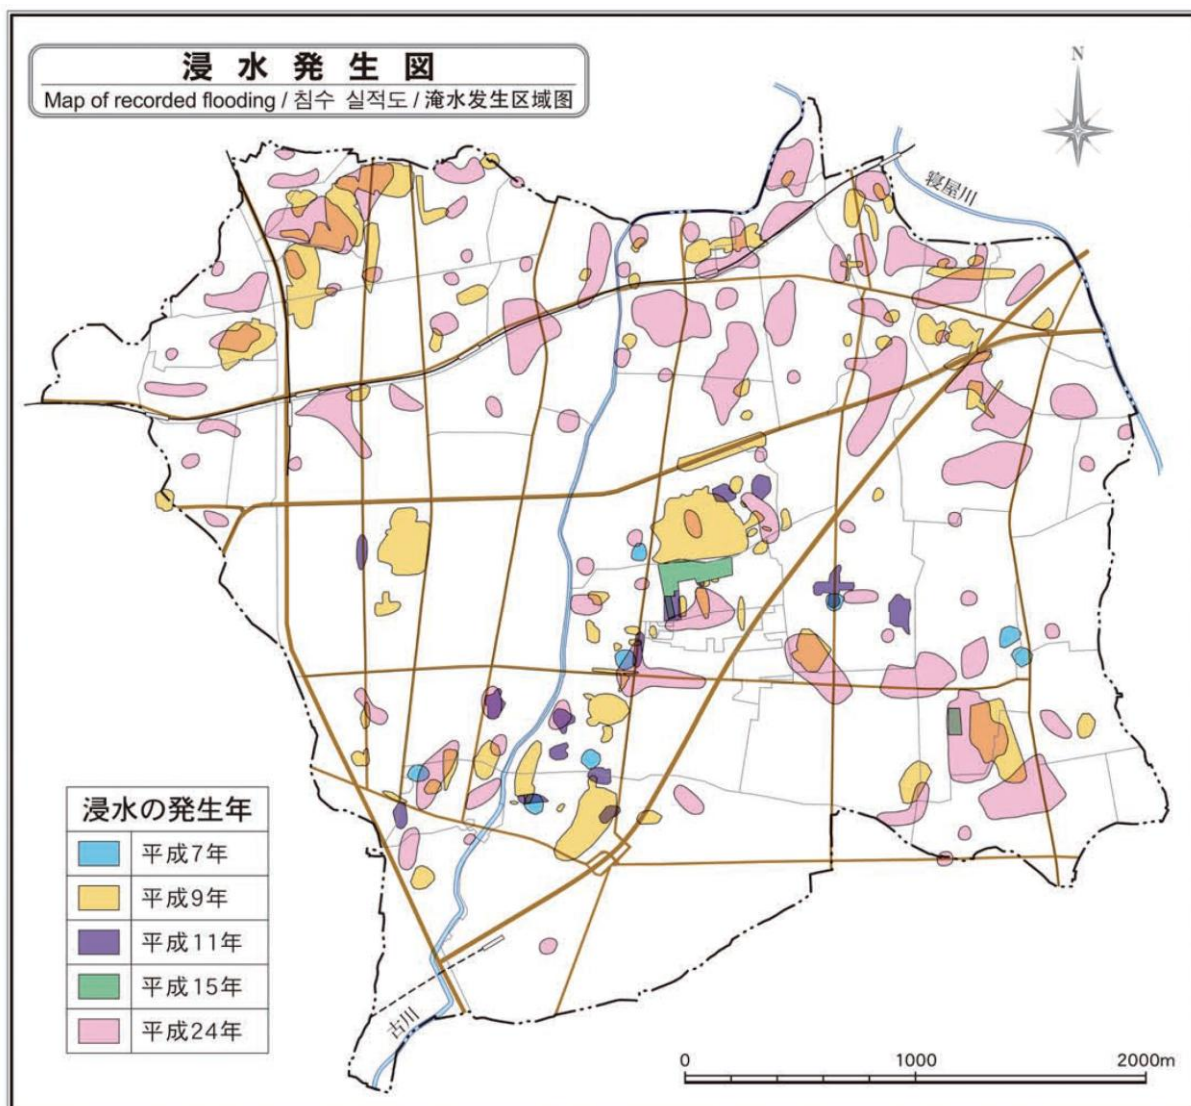 浸水発生図
Map of recorded flooding / 침수 실적도 / 淹水发生区域图
N
寝屋川
浸水の発生年
平成7年
平成9年
平成11年
平成15年
平成24年
古川
0 1000 2000m